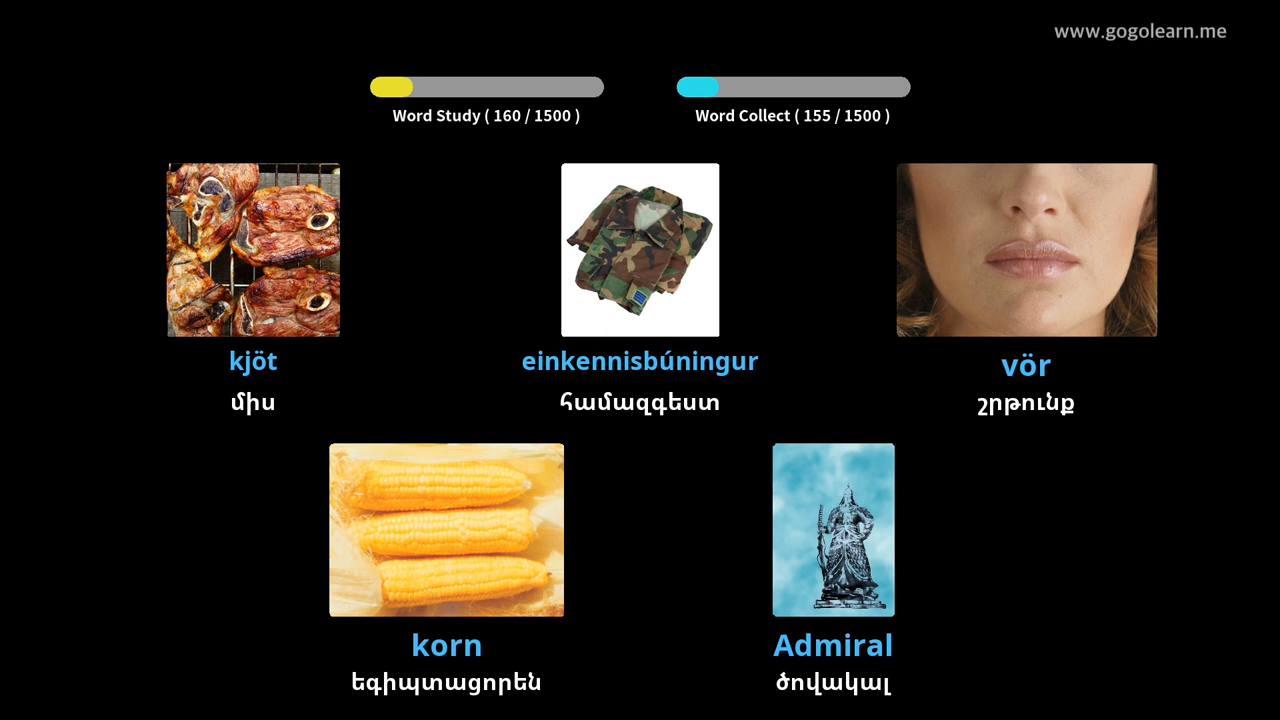 www.gogolearn.me
Word Study ( 160 / 1500 )
Word Collect ( 155 / 1500 )
kjöt
einkennisbúningur
vör
միս
համազգեստ
շրթունք
korn
Admiral
եգիպտացորեն
ծովակալ